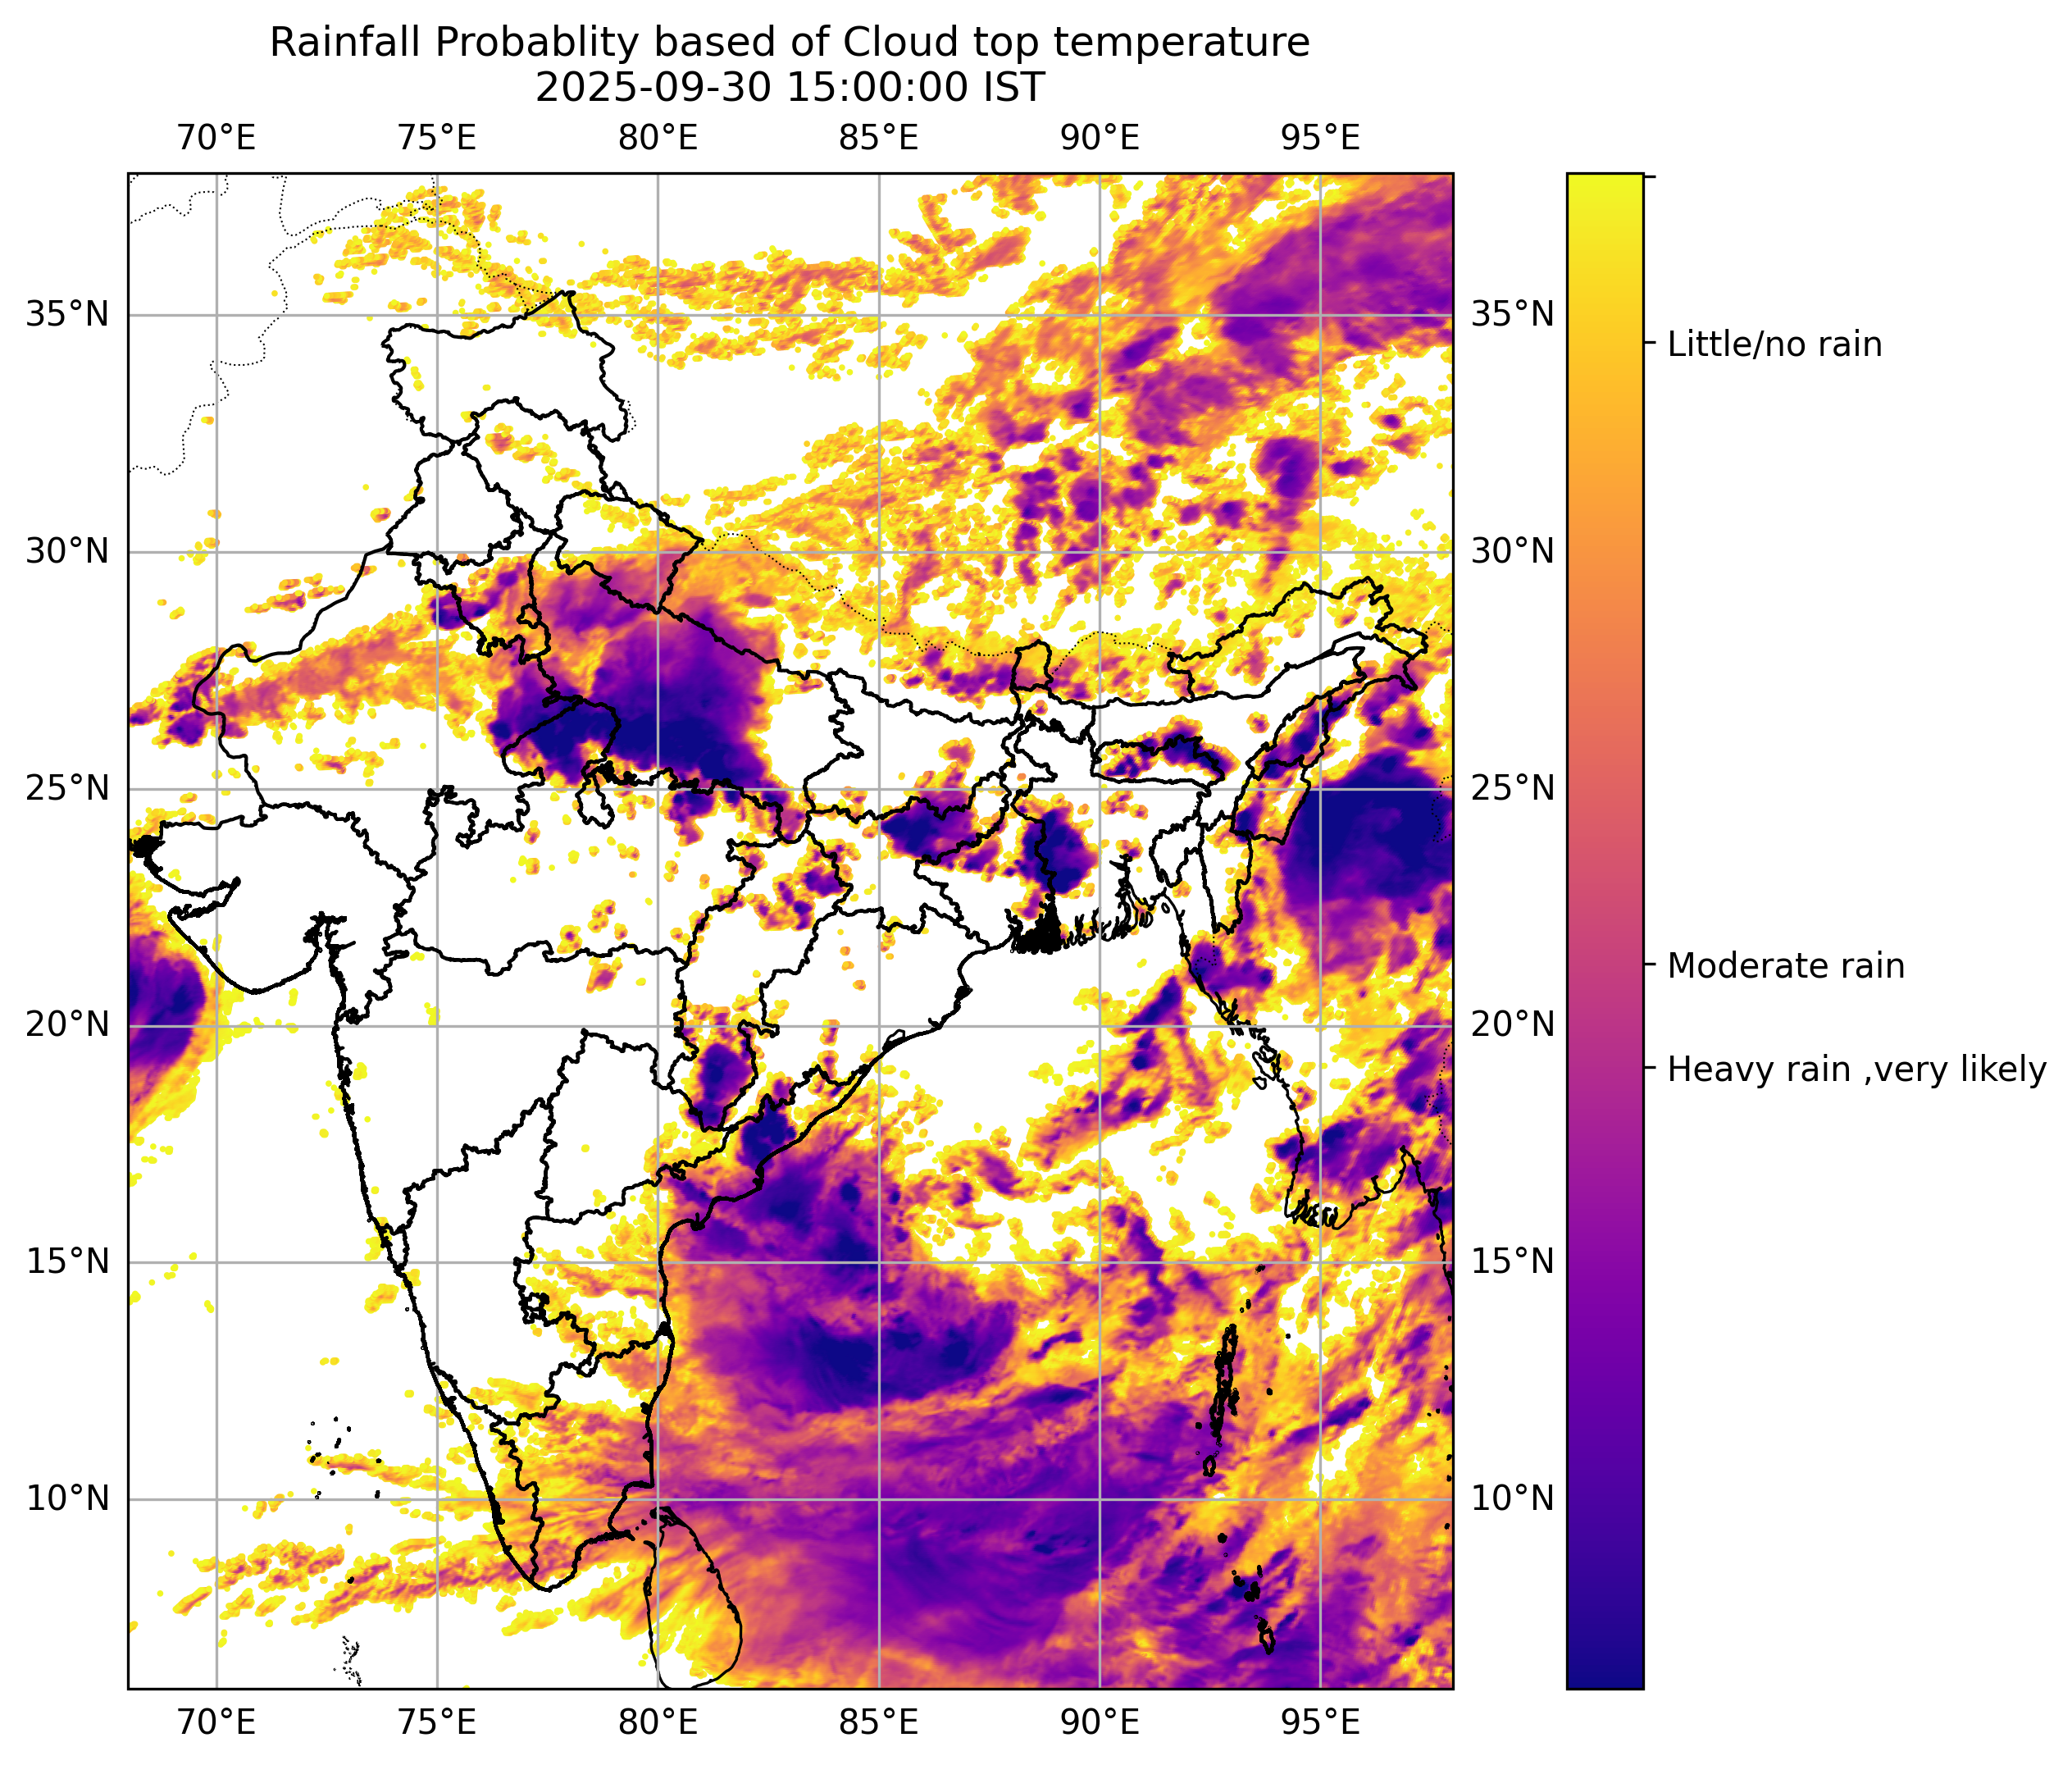 Rainfall Probablity based of Cloud top temperature
2025-09-30 15:00:00 IST
70°E 75°E 80°E 85°E 90°E 95°E
35°N 35°N
Little/no rain
30°N 30°N
25°N 25°N
Moderate rain
20°N 20°N
Heavy rain ,very likely
15°N 15°N
10°N 10°N
70°E 75°E 80°E 85°E 90°E 95°E